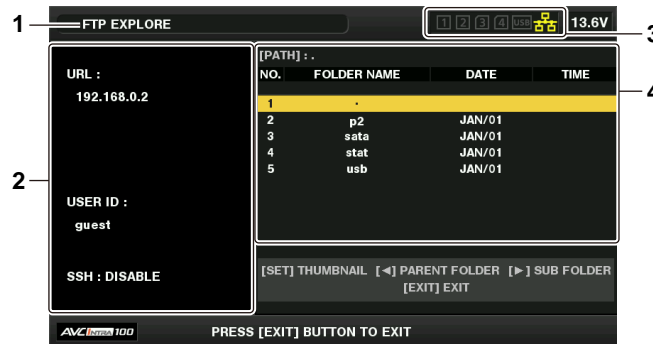 1 FTP EXPLORE 1 2 3 4 USB 13.6V 3
[PATH] : .
URL : NO. FOLDER NAME DATE TIME 4
192.168.0.2
1 .
2 p2 JAN/01
3 sata JAN/01
4 stat JAN/01
5 usb JAN/01
2
USER ID :
guest
SSH : DISABLE
[SET] THUMBNAIL [◄] PARENT FOLDER [►] SUB FOLDER
[EXIT] EXIT
AVC INTRA 100 PRESS [EXIT] BUTTON TO EXIT